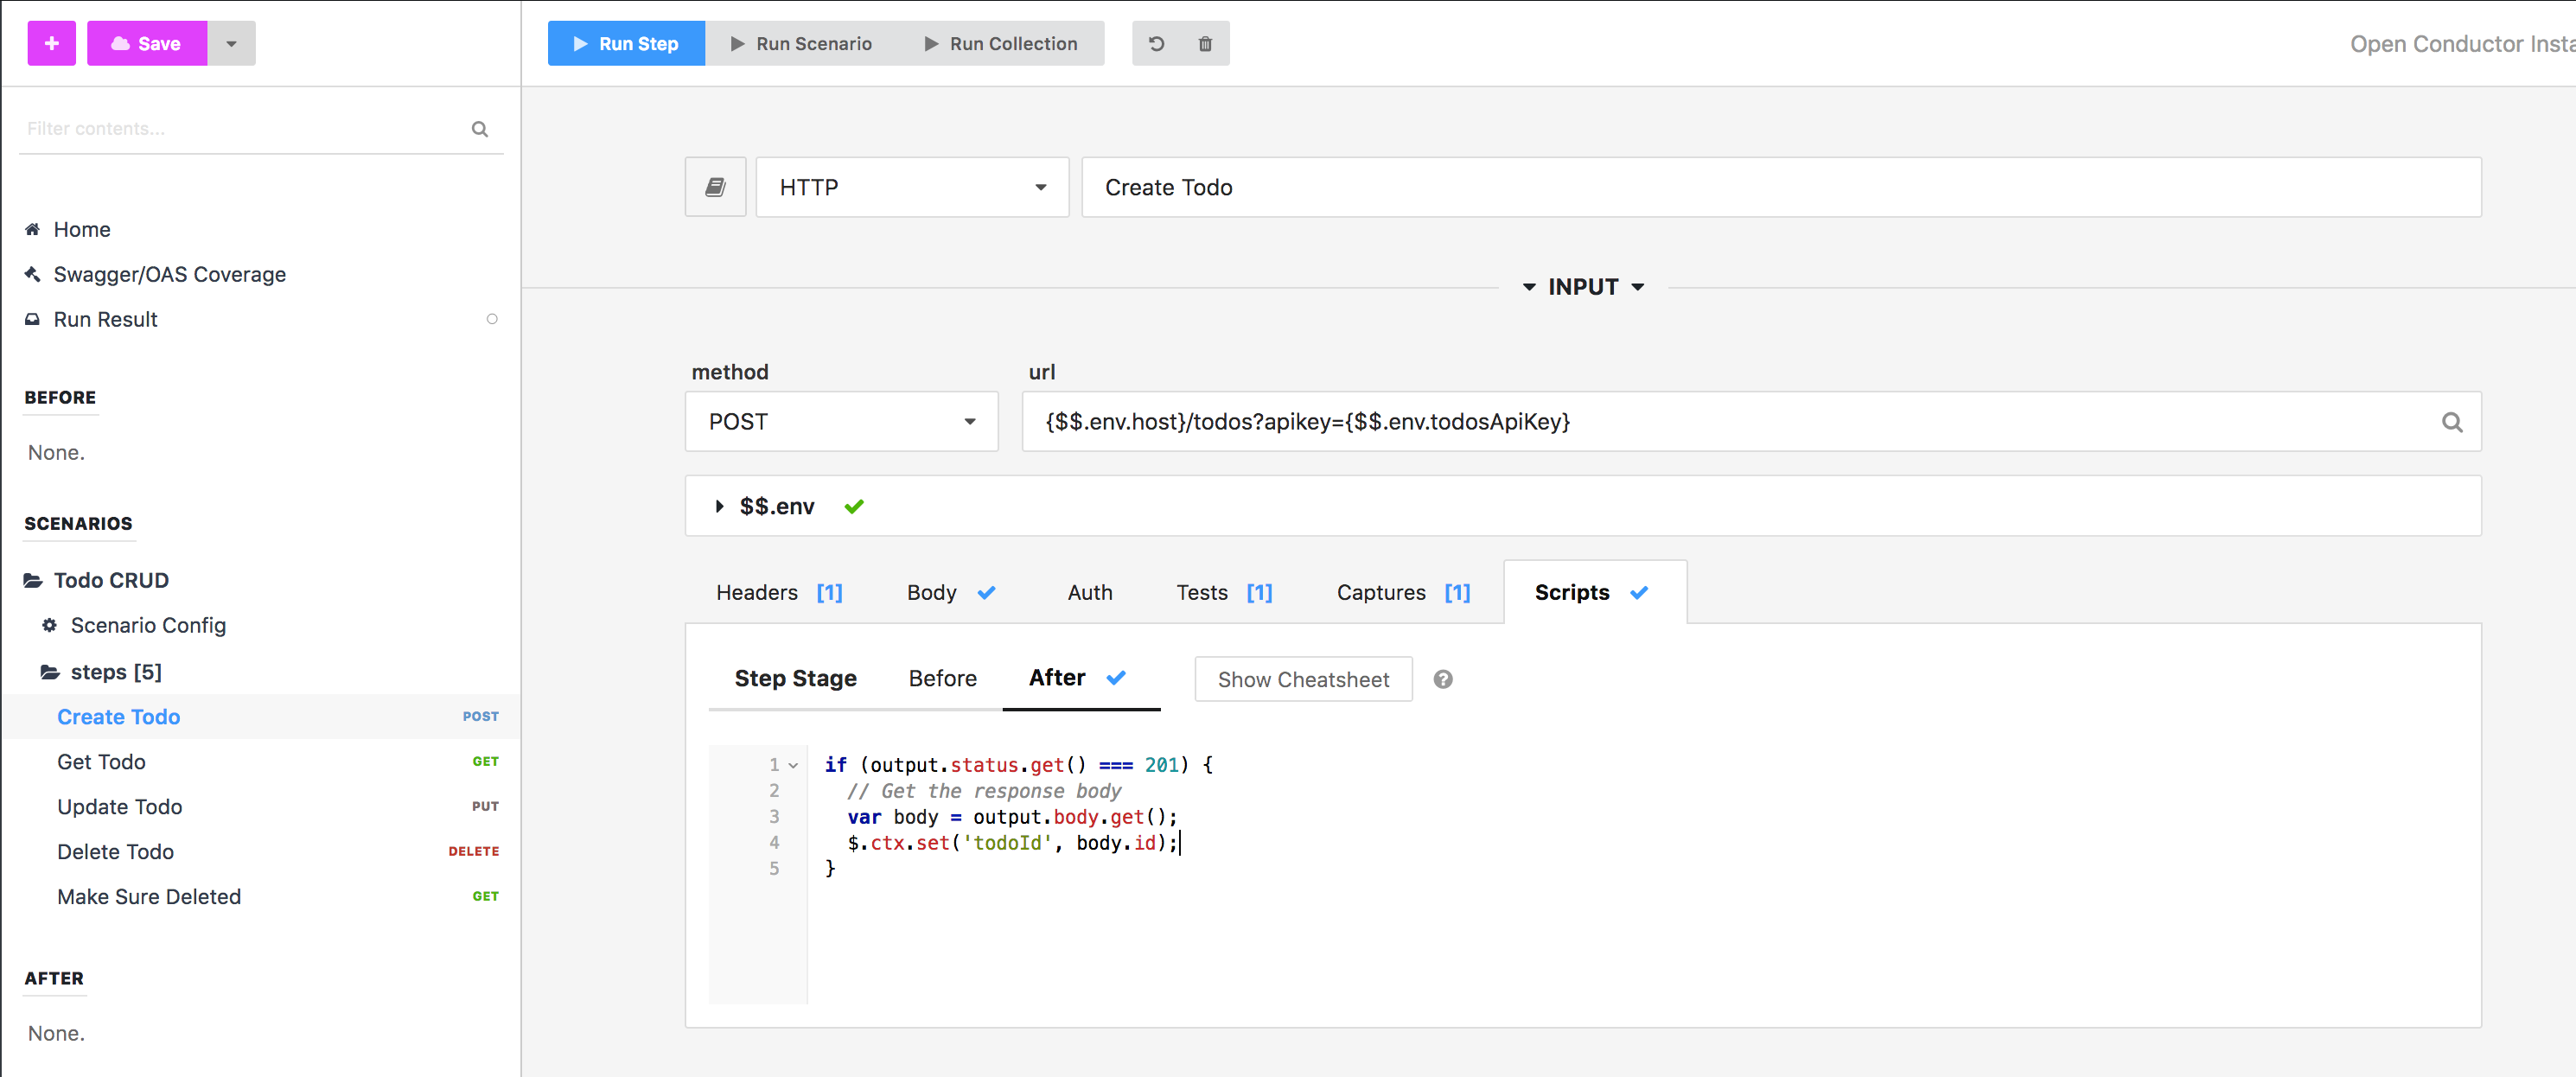 + Save
Run Step Run Scenario Run Collection
Open Conductor Insta
Filter contents...
Home
Swagger/OAS Coverage
Run Result
BEFORE
None.
SCENARIOS
Todo CRUD
Scenario Config
steps [5]
Create Todo POST
Get Todo GET
Update Todo PUT
Delete Todo DELETE
Make Sure Deleted GET
AFTER
None.
HTTP Create Todo
INPUT
method url
POST {$$.env.host}/todos?apikey={$$.env.todosApiKey}
$$.env
Headers [1] Body Auth Tests [1] Captures [1] Scripts
Step Stage Before After Show Cheatsheet ?
1 if (output.status.get() === 201) {
2 // Get the response body
3 var body = output.body.get();
4 $.ctx.set('todoId', body.id);
5 }